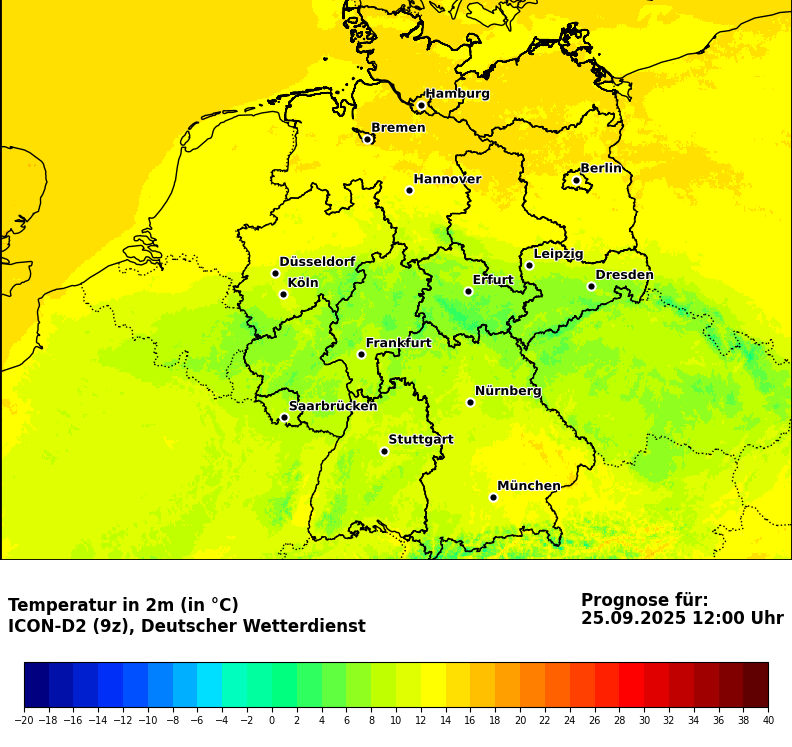 Hamburg
Bremen
Berlin
Hannover
Düsseldorf
Leipzig
Köln
Erfurt
Dresden
Frankfurt
Nürnberg
Saarbrücken
Stuttgart
München
Temperatur in 2m (in °C)
ICON-D2 (9z), Deutscher Wetterdienst
Prognose für:
25.09.2025 12:00 Uhr
−20 −18 −16 −14 −12 −10 −8 −6 −4 −2 0 2 4 6 8 10 12 14 16 18 20 22 24 26 28 30 32 34 36 38 40